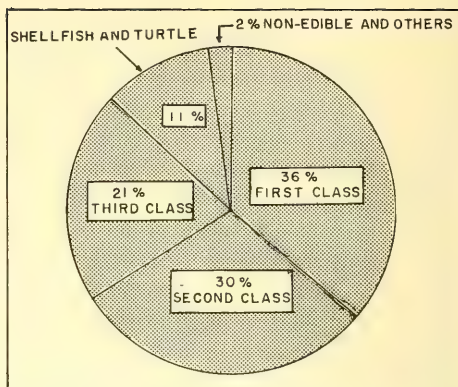 2% NON-EDIBLE AND OTHERS
SHELLFISH AND TURTLE
11%
36%
FIRST CLASS
21%
THIRD CLASS
30%
SECOND CLASS